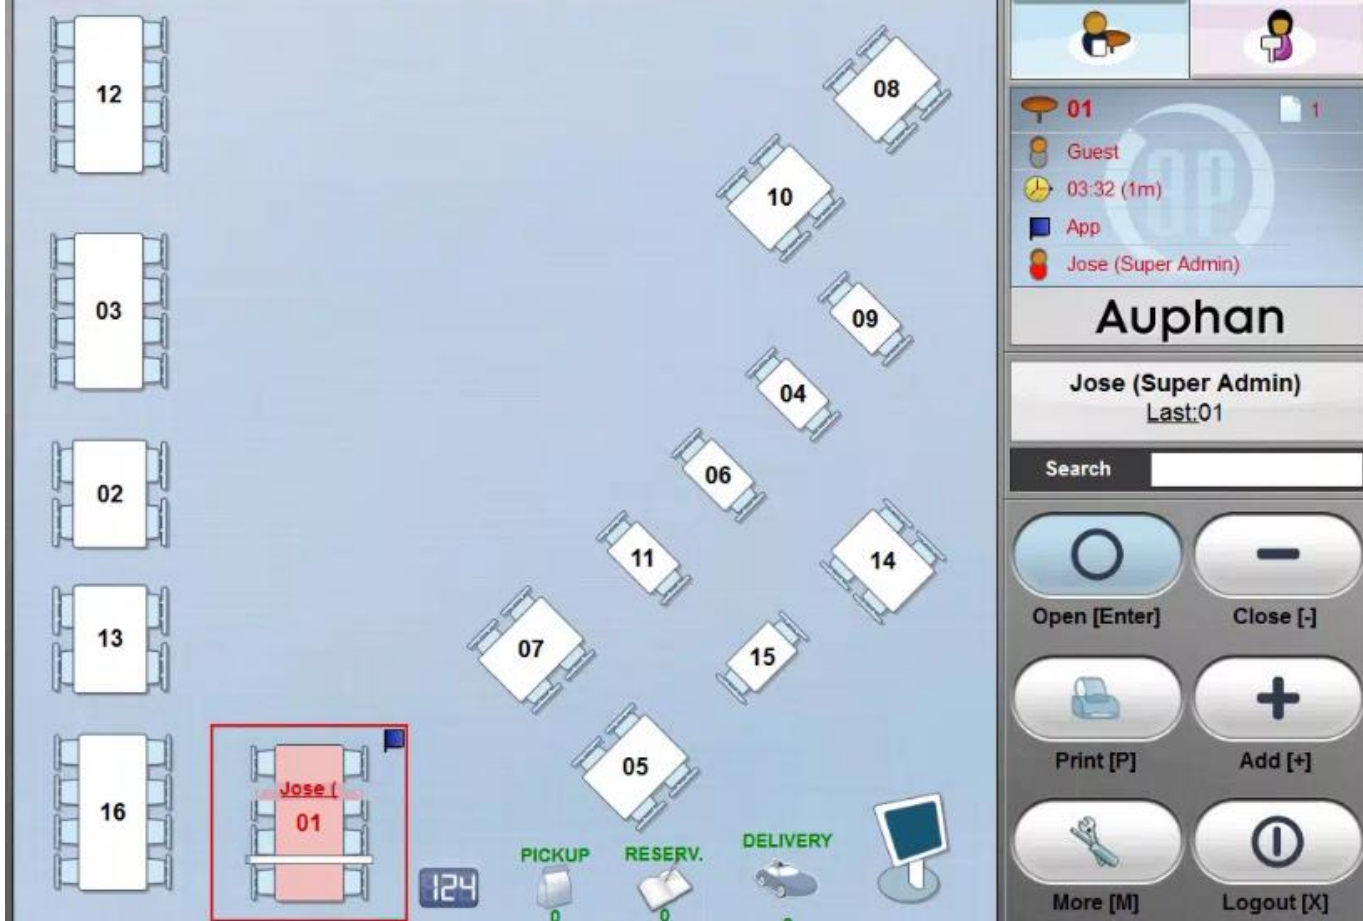 12
08
10
03
09
04
06
02
11
14
13
07
15
05
16
Jose (
01
124
PICKUP
0
RESERV.
0
DELIVERY
01
1
Guest
03:32 (1m)
App
Jose (Super Admin)
Auphan
Jose (Super Admin)
Last:01
Search
Open [Enter]
Close [-]
Print [P]
Add [+]
More [M]
Logout [X]